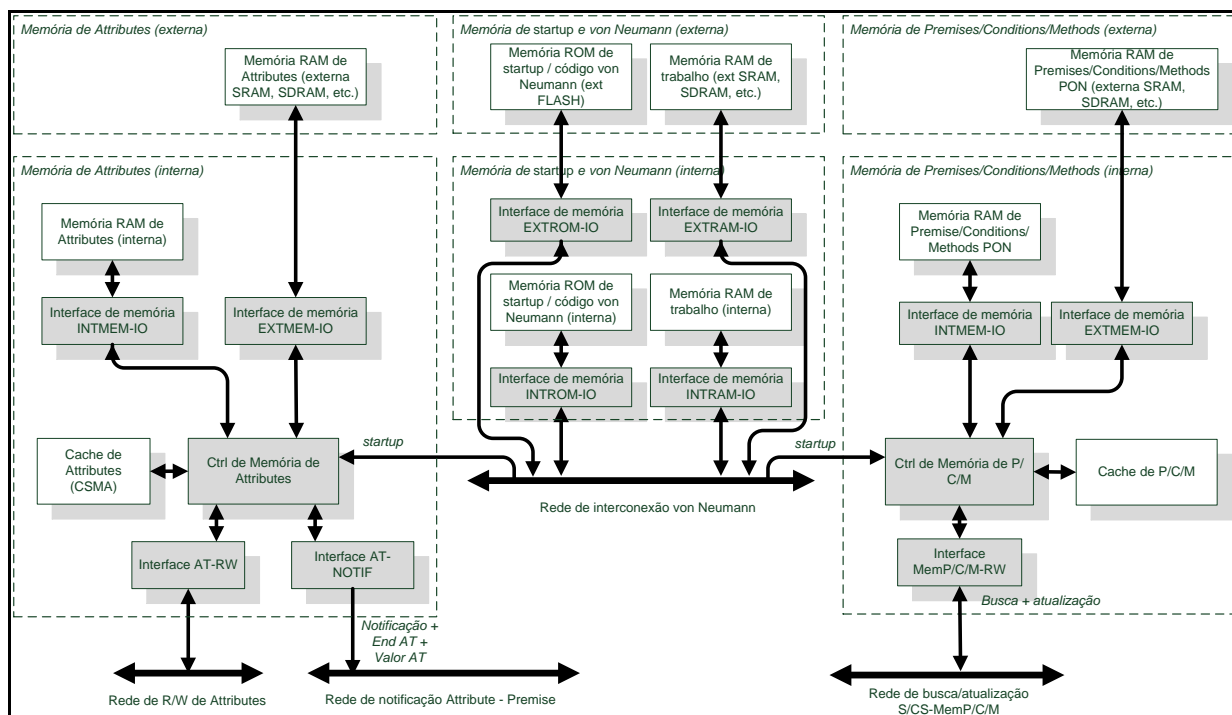 Memória de Attributes (externa)
Memória RAM de
Attributes (externa
SRAM, SDRAM, etc.)
Memória de startup e von Neumann (externa)
Memória ROM de
startup / código von
Neumann (ext
FLASH)
Memória RAM
de trabalho (ext SRAM,
SDRAM, etc.)
Memória de Premises/Conditions/Methods (externa)
Memória RAM de
Premises/Conditions/Methods
PON (externa SRAM,
SDRAM, etc.)
Memória de Attributes (interna)
Memória RAM de
Attributes (interna)
Interface de memória
INTMEM-IO
Interface de memória
EXTMEM-IO
Cache de
Attributes
(CSMA)
Ctrl de Memória de
Attributes
startup
Interface AT-RW
Interface AT-
NOTIF
Notificação +
End AT +
Valor AT
Rede de R/W de Attributes
Rede de notificação Attribute - Premise
Memória de startup e von Neumann (interna)
Interface de memória
EXTROM-IO
Interface de memória
EXTRAM-IO
Memória ROM de
startup / código von
Neumann (interna)
Memória RAM de
trabalho (interna)
Interface de memória
INTROM-IO
Interface de memória
INTRAM-IO
startup
Rede de interconexão von Neumann
Memória de Premises/Conditions/Methods (interna)
Memória RAM de
Premise/Conditions/
Methods PON
Interface de memória
INTMEM-IO
Interface de memória
EXTMEM-IO
Ctrl de Memória de P/
C/M
Cache de P/C/M
Interface
MemP/C/M-RW
Busca + atualização
Rede de busca/atualização
S/CS-MemP/C/M